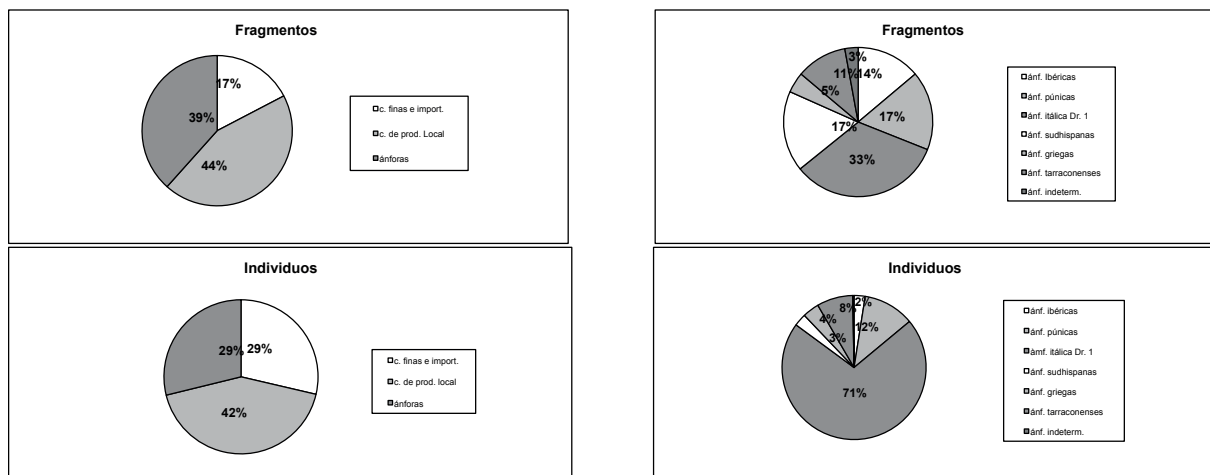 Fragmentos
17%
39%
44%
c. finas e import.
c. de prod. Local
ánforas
Fragmentos
3%
11%
14%
5%
17%
17%
33%
ánf. Ibéricas
ánf. púnicas
ánf. itálica Dr. 1
ánf. sudhispanas
ánf. griegas
ánf. tarraconenses
ánf. indeterm.
Individuos
29%
29%
42%
c. finas e import.
c. de prod. local
ánforas
Individuos
8%
2%
4%
12%
3%
71%
ánf. ibéricas
ánf. púnicas
ámf. itálica Dr. 1
ánf. sudhispanas
ánf. griegas
ánf. tarraconenses
ánf. indeterm.